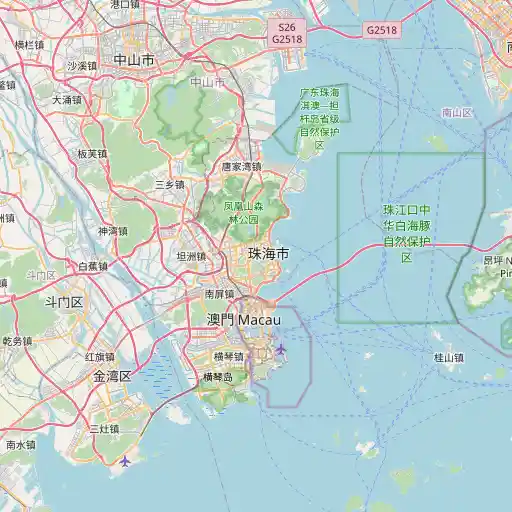 港口镇
S26
G2518
G2518
横栏镇
沙溪镇
中山市
中山市
大涌镇
广东珠海
淇澳—担
杆岛省级
自然保护
区
南山区
板芙镇
唐家湾镇
三乡镇
凤凰山森
林公园
珠江口中
华白海豚
自然保护
区
神湾镇
坦洲镇
珠海市
白蕉镇
斗门区
斗门区
南屏镇
澳門 Macau
乾务镇
红旗镇
横琴镇
桂山镇
金湾区
横琴岛
三灶镇
南水镇